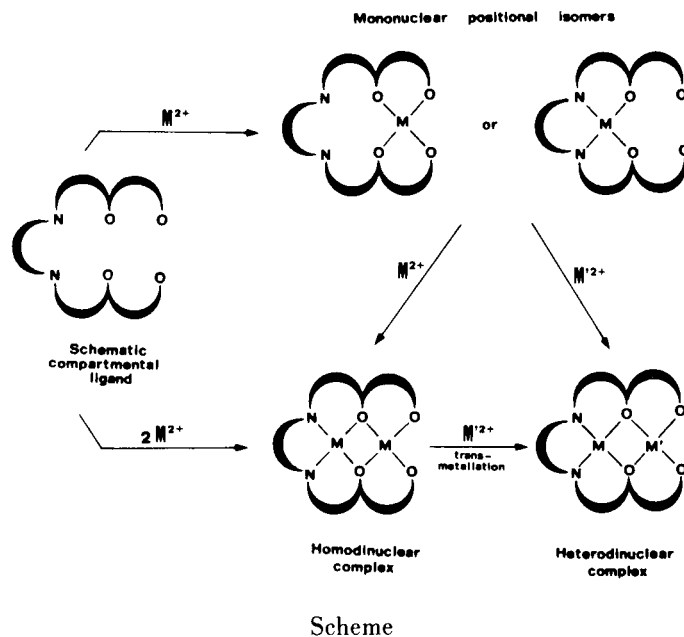 Mononuclear positional isomers
M2+
N O O
M
N O O
or
N O O
M
N O O
N O O
N O O
Schematic
compartmental
ligand
M2+
M'2+
2 M2+
N O O
M M
N O O
M'2+
trans-
metallation
N O O
M M'
N O O
Homodinuclear
complex
Heterodinuclear
complex
Scheme